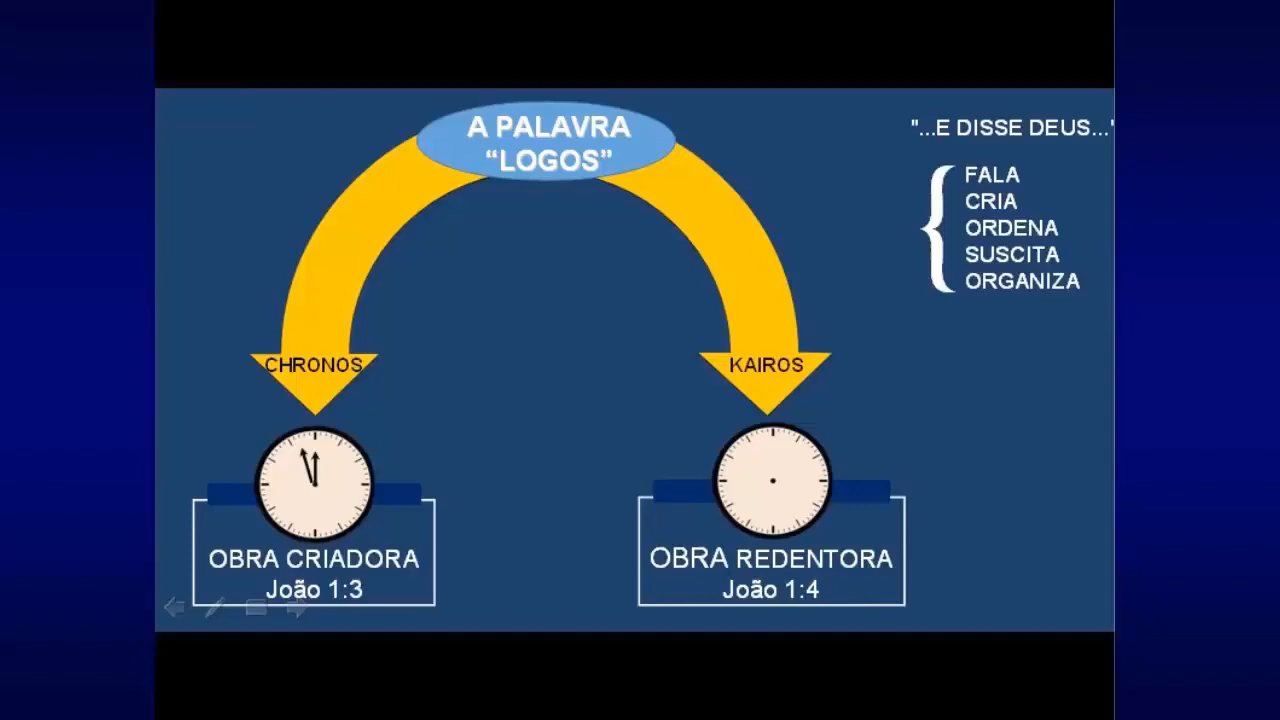 A PALAVRA
“LOGOS”
"...E DISSE DEUS..."
FALA
CRIA
ORDENA
SUSCITA
ORGANIZA
CHRONOS
KAIROS
OBRA CRIADORA
João 1:3
OBRA REDENTORA
João 1:4